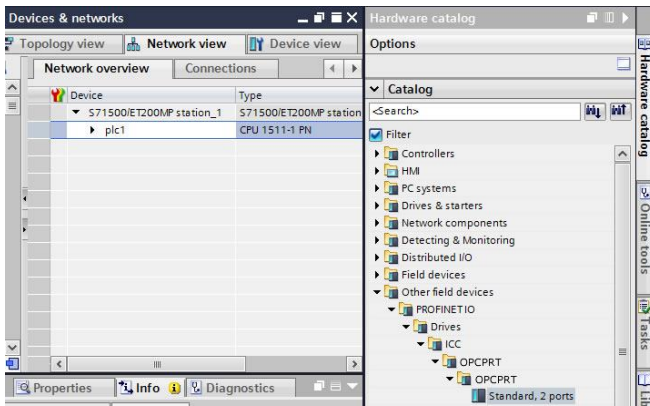 Devices & networks
Topology view
Network view
Device view
Network overview
Connections
Device
Type
S71500/ET200MP station_1
S71500/ET200MP station
plc1
CPU 1511-1 PN
Properties
Info
Diagnostics
Hardware catalog
Options
Catalog
<Search>
Filter
Controllers
HMI
PC systems
Drives & starters
Network components
Detecting & Monitoring
Distributed I/O
Field devices
Other field devices
PROFINET IO
Drives
ICC
OPCPRT
OPCPRT
Standard, 2 ports
Hardware catalog
Online tools
Tasks
Lib